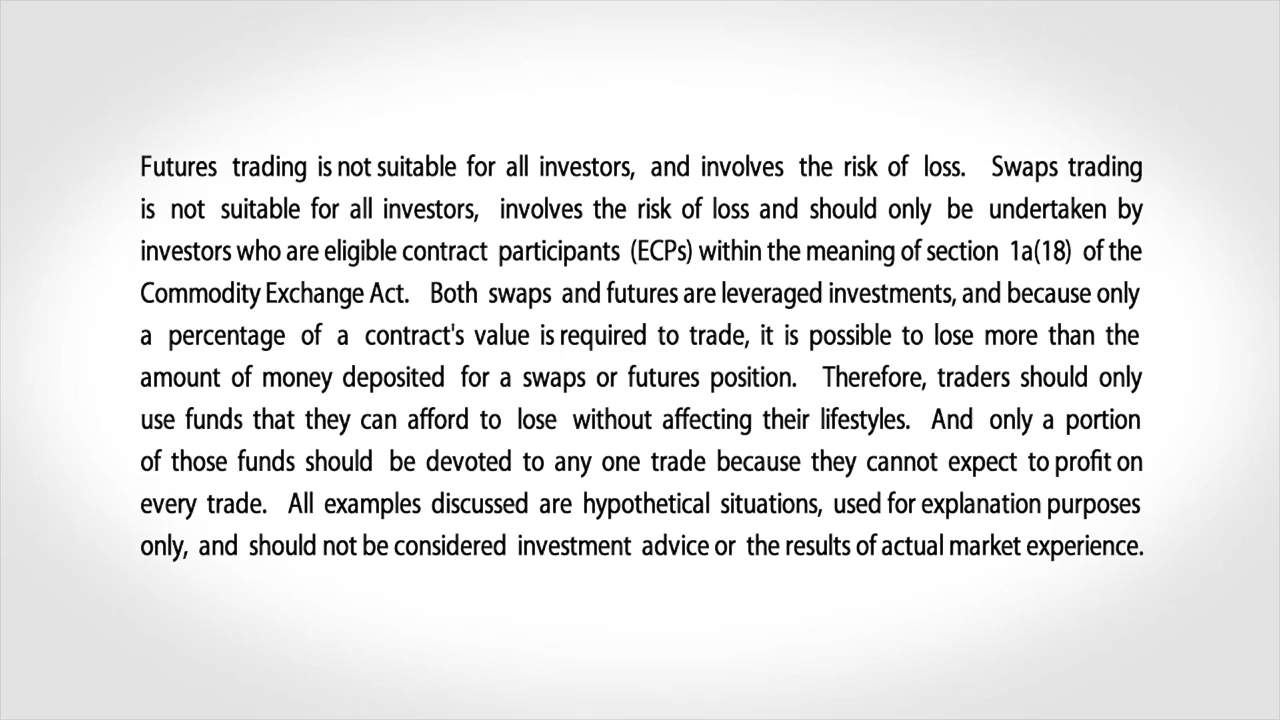 Futures trading is not suitable for all investors, and involves the risk of loss. Swaps trading
is not suitable for all investors, involves the risk of loss and should only be undertaken by
investors who are eligible contract participants (ECPs) within the meaning of section 1a(18) of the
Commodity Exchange Act. Both swaps and futures are leveraged investments, and because only
a percentage of a contract's value is required to trade, it is possible to lose more than the
amount of money deposited for a swaps or futures position. Therefore, traders should only
use funds that they can afford to lose without affecting their lifestyles. And only a portion
of those funds should be devoted to any one trade because they cannot expect to profit on
every trade. All examples discussed are hypothetical situations, used for explanation purposes
only, and should not be considered investment advice or the results of actual market experience.